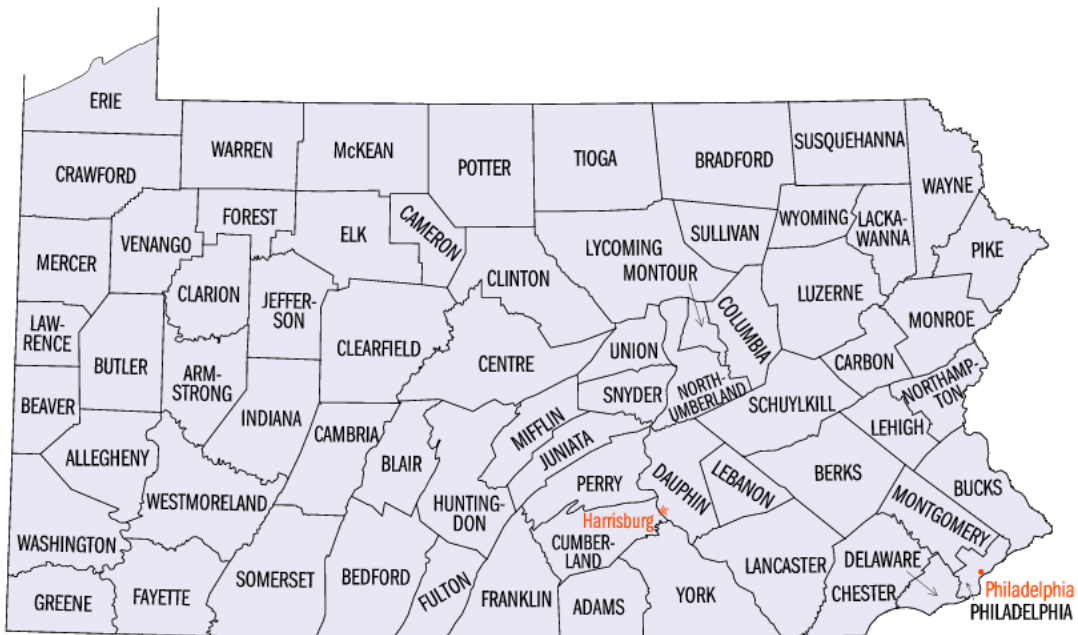 ERIE
CRAWFORD
WARREN
McKEAN
POTTER
TIOGA
BRADFORD
SUSQUEHANNA
WAYNE
WYOMING
LACKA-
WANNA
PIKE
MERCER
VENANGO
FOREST
ELK
CAMERON
CLINTON
LYCOMING
SULLIVAN
MONTOUR
CLARION
JEFFER-
SON
LUZERNE
COLUMBIA
MONROE
LAW-
RENCE
BUTLER
CLEARFIELD
CENTRE
UNION
CARBON
ARM-
STRONG
SNYDER
NORTH-
UMBERLAND
NORTHAMP-
TON
BEAVER
INDIANA
CAMBRIA
MIFFLIN
SCHUYLKILL
LEHIGH
ALLEGHENY
BLAIR
JUNIATA
WESTMORELAND
HUNTING-
DON
PERRY
DAUPHIN
LEBANON
BERKS
BUCKS
MONTGOMERY
Harrisburg
WASHINGTON
CUMBER-
LAND
LANCASTER
DELAWARE
GREENE
FAYETTE
SOMERSET
BEDFORD
FULTON
FRANKLIN
ADAMS
YORK
CHESTER
Philadelphia
PHILADELPHIA